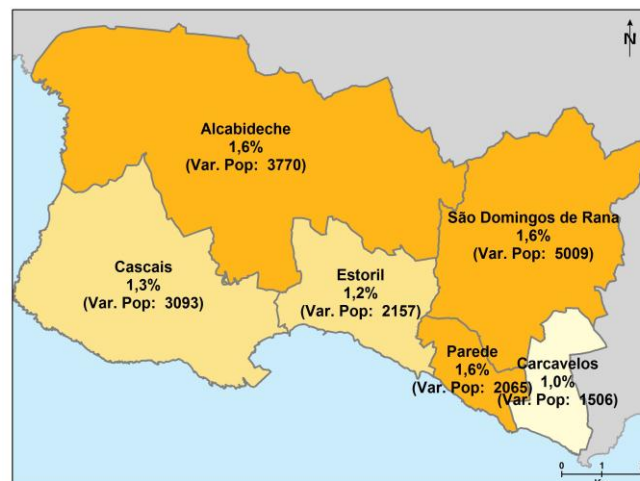 N
Alcabideche
1,6%
(Var. Pop: 3770)
São Domingos de Rana
1,6%
(Var. Pop: 5009)
Cascais
1,3%
(Var. Pop: 3093)
Estoril
1,2%
(Var. Pop: 2157)
Parede
1,6%
(Var. Pop: 2065)
Carcavelos
1,0%
(Var. Pop: 1506)
0 1